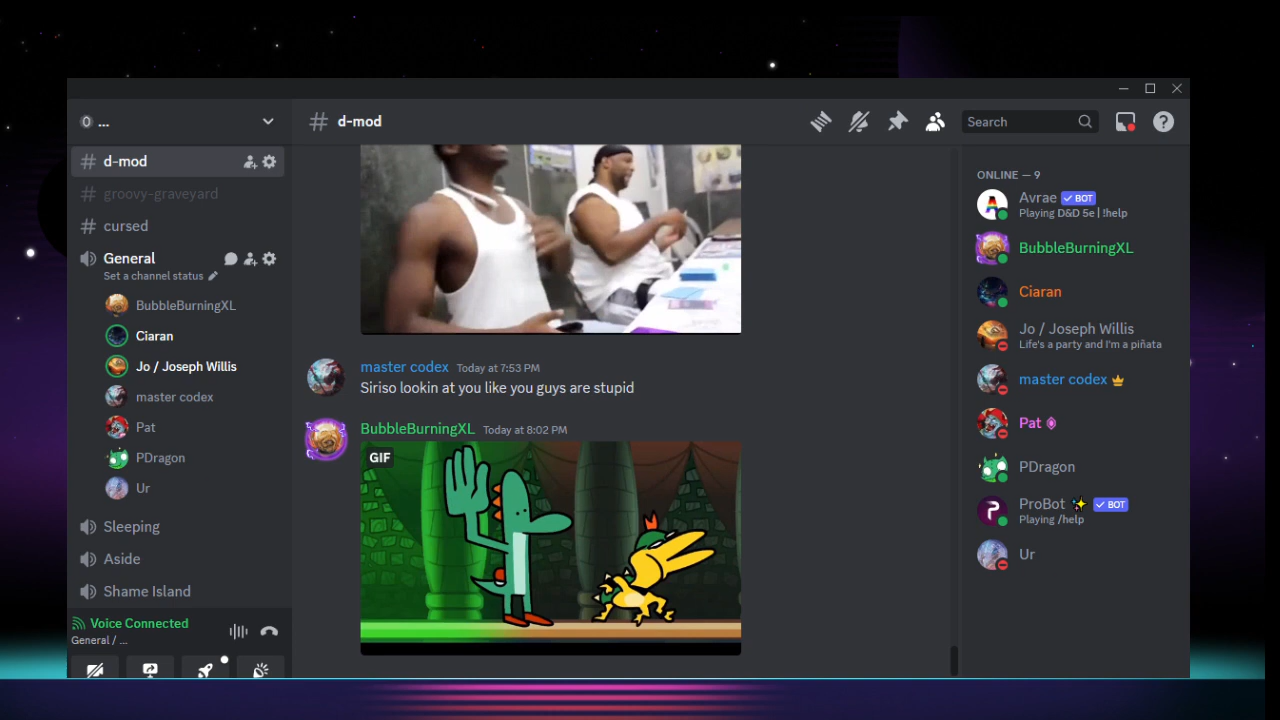 ...
d-mod
groovy-graveyard
cursed
General
Set a channel status
BubbleBurningXL
Ciaran
Jo / Joseph Willis
master codex
Pat
PDragon
Ur
Sleeping
Aside
Shame Island
Voice Connected
General / ...
d-mod
Search
master codex Today at 7:53 PM
Siriso lookin at you like you guys are stupid
BubbleBurningXL Today at 8:02 PM
GIF
ONLINE — 9
Avrae BOT
Playing D&D 5e | !help
BubbleBurningXL
Ciaran
Jo / Joseph Willis
Life's a party and I'm a piñata
master codex
Pat
PDragon
ProBot ✨ BOT
Playing /help
Ur